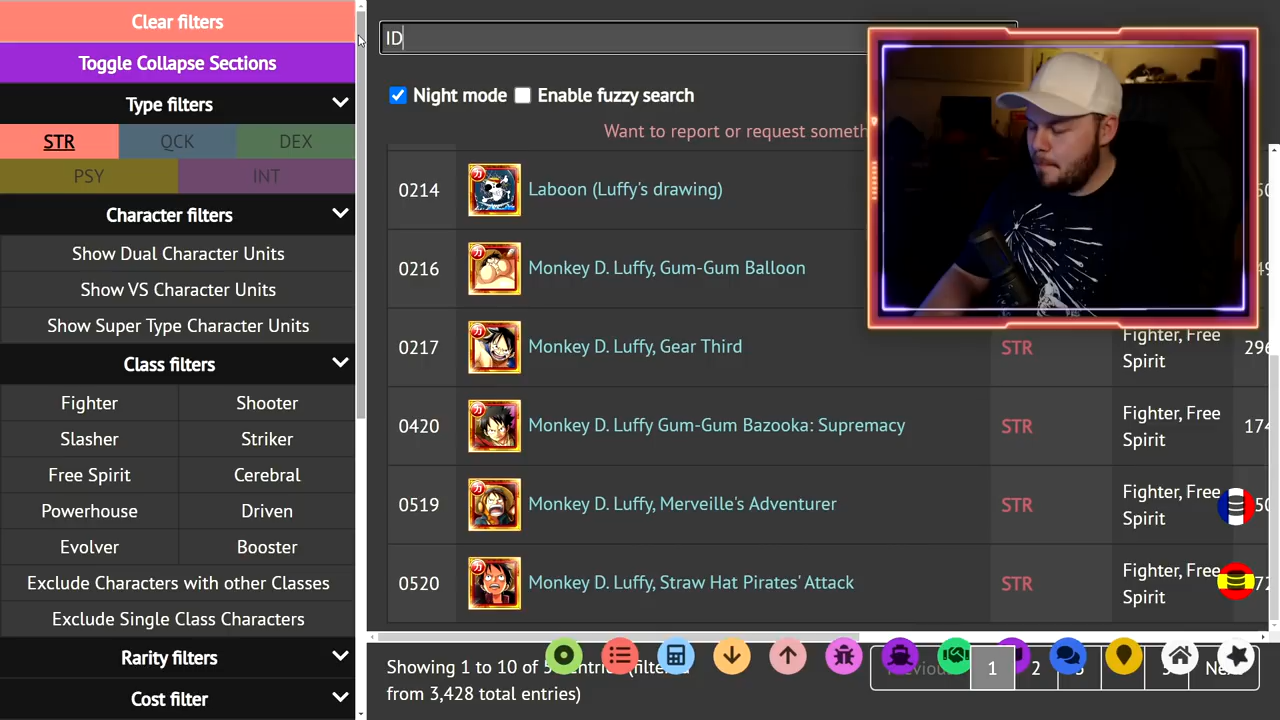 Clear filters
Toggle Collapse Sections
Type filters
STR QCK DEX
PSY INT
Character filters
Show Dual Character Units
Show VS Character Units
Show Super Type Character Units
Class filters
Fighter Shooter
Slasher Striker
Free Spirit Cerebral
Powerhouse Driven
Evolver Booster
Exclude Characters with other Classes
Exclude Single Class Characters
Rarity filters
Cost filter
ID
Night mode Enable fuzzy search
Want to report or request someth
0214 Laboon (Luffy's drawing)
0216 Monkey D. Luffy, Gum-Gum Balloon
0217 Monkey D. Luffy, Gear Third STR Fighter, Free
Spirit 296
0420 Monkey D. Luffy Gum-Gum Bazooka: Supremacy STR Fighter, Free
Spirit 174
0519 Monkey D. Luffy, Merveille's Adventurer STR Fighter, Free
Spirit
0520 Monkey D. Luffy, Straw Hat Pirates' Attack STR Fighter, Free
Spirit
Showing 1 to 10 of entries (filtered
from 3,428 total entries)
1 2